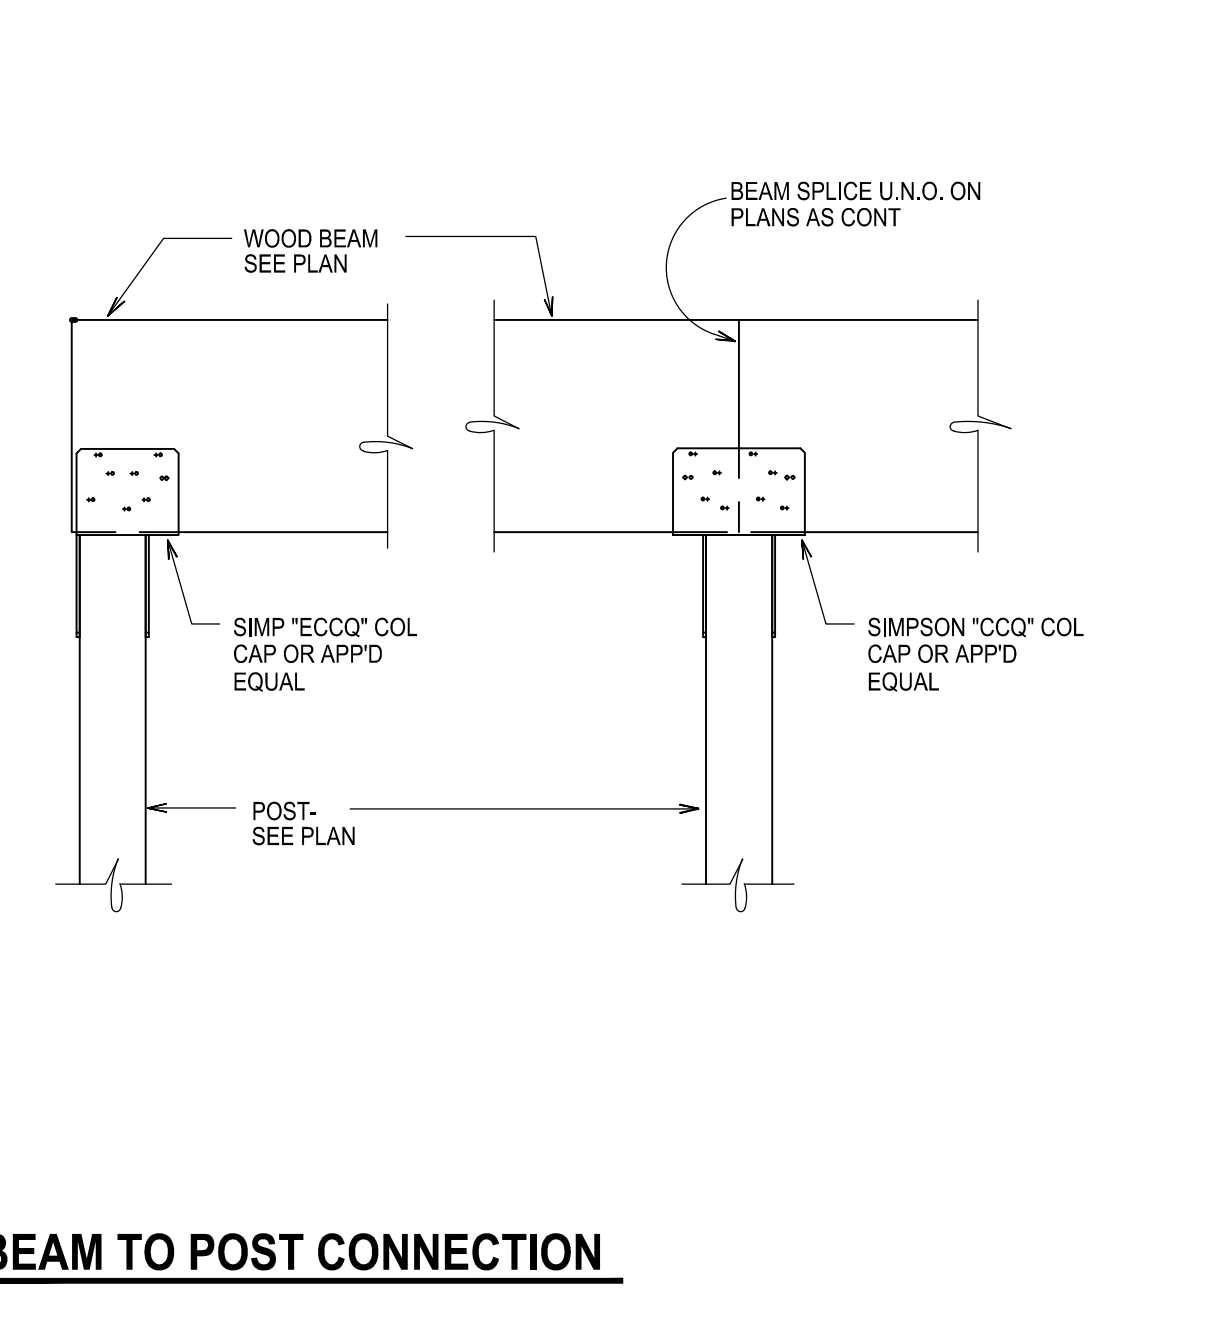 BEAM SPLICE U.N.O. ON
PLANS AS CONT
WOOD BEAM
SEE PLAN
SIMP "ECCQ" COL
CAP OR APP'D
EQUAL
SIMPSON "CCQ" COL
CAP OR APP'D
EQUAL
POST-
SEE PLAN
BEAM TO POST CONNECTION